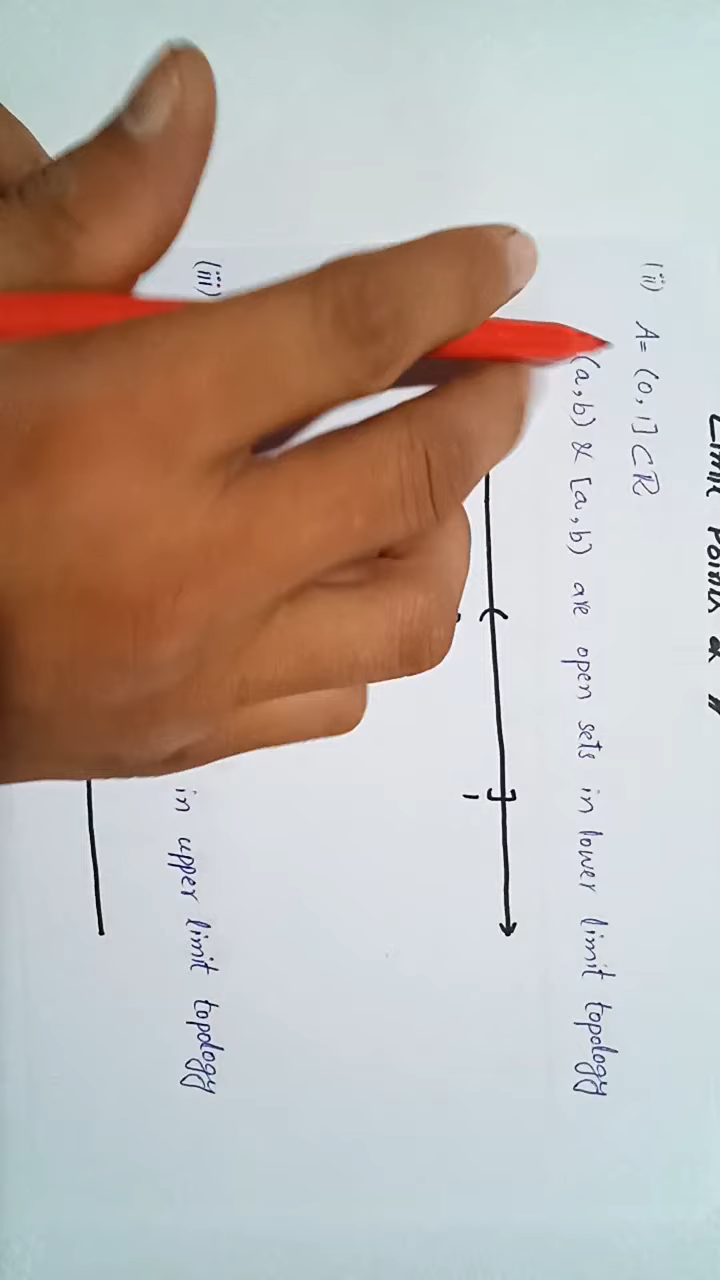 Limit Points &
(ii) A = (0, 1] ⊂ ℝ
(a, b) & [a, b) are open sets in lower limit topology
( ]
1
(iii)
in upper limit topology